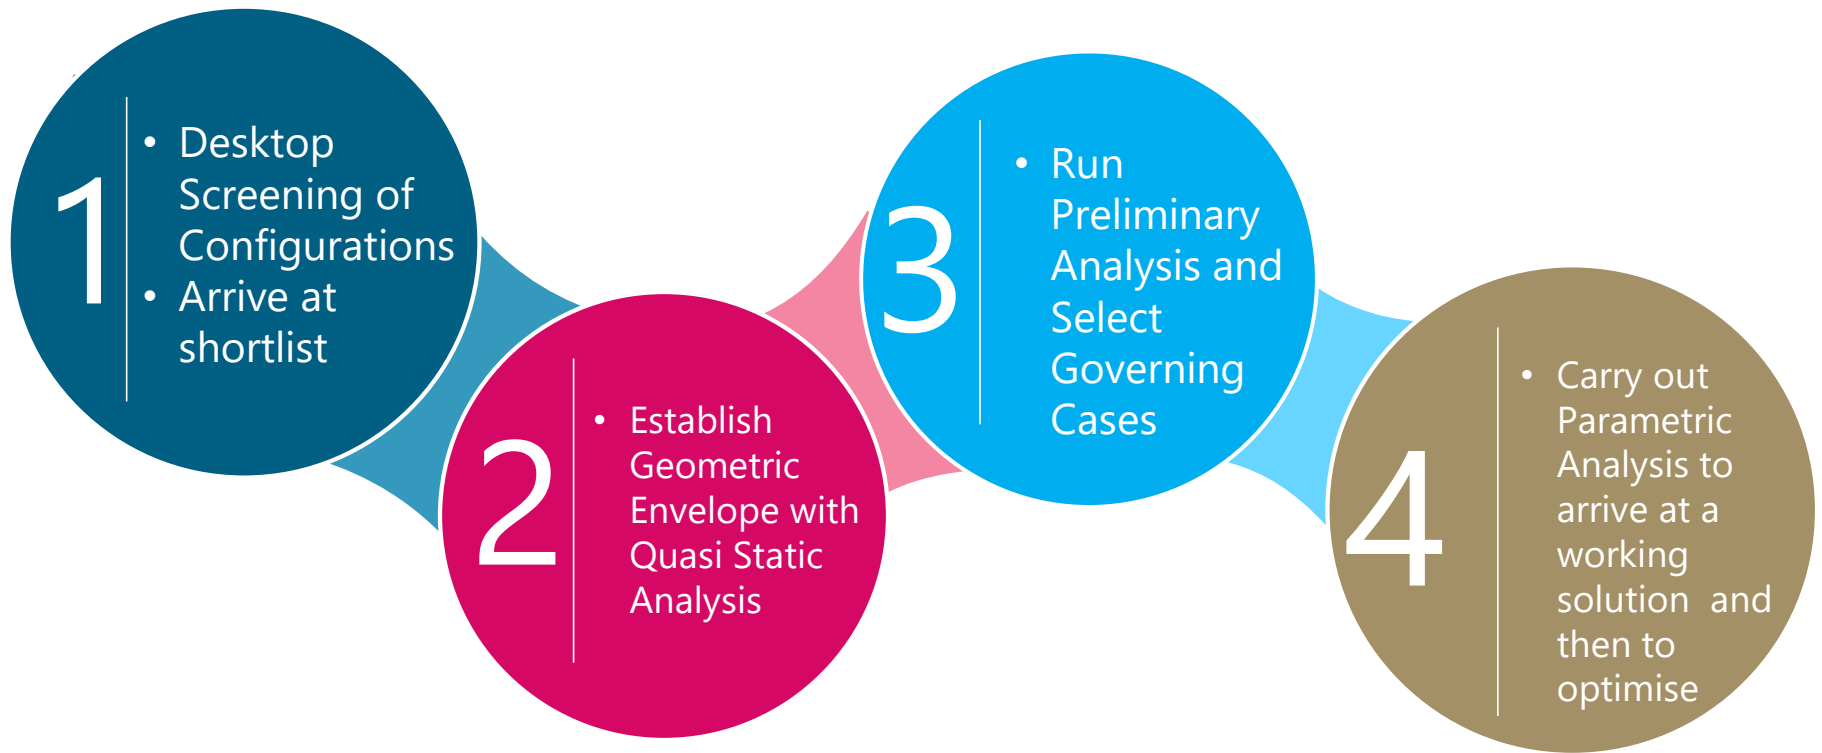 1
• Desktop
Screening of
Configurations
• Arrive at
shortlist
2
• Establish
Geometric
Envelope with
Quasi Static
Analysis
3
• Run
Preliminary
Analysis and
Select
Governing
Cases
4
• Carry out
Parametric
Analysis to
arrive at a
working
solution  and
then to
optimise